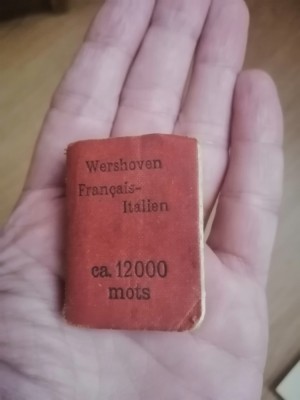 Wershoven
Français-
Italien
ca. 12000
mots